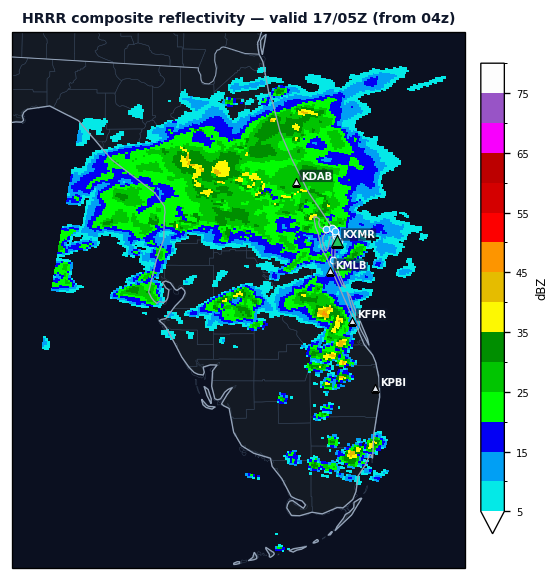 HRRR composite reflectivity — valid 17/05Z (from 04z)
75
65
55
45
35
25
15
5
dBZ
KDAB
KXMR
KMLB
KFPR
KPBI